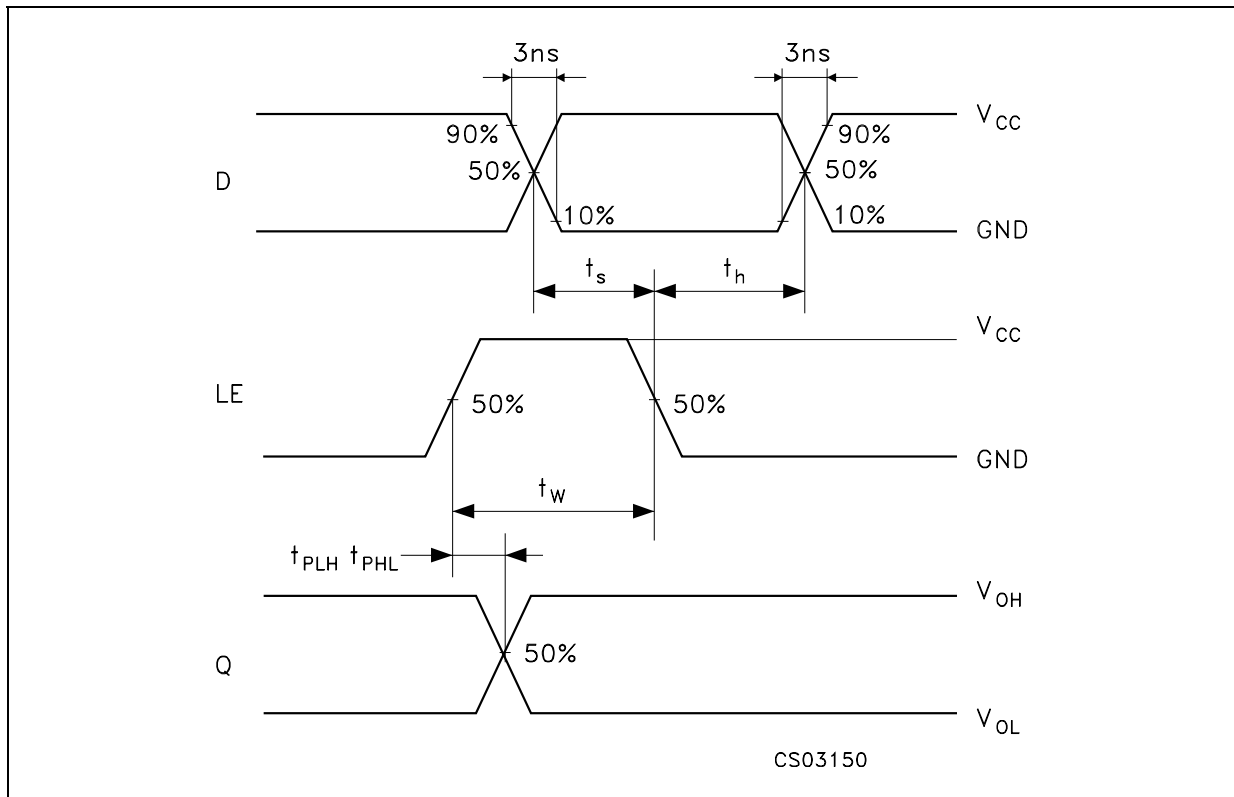 3ns 3ns
V_CC
90% 90%
D 50% 50%
10% 10%
GND
t_s t_h
V_CC
LE 50% 50%
GND
t_W
t_PLH t_PHL
V_OH
Q 50%
V_OL
CS03150